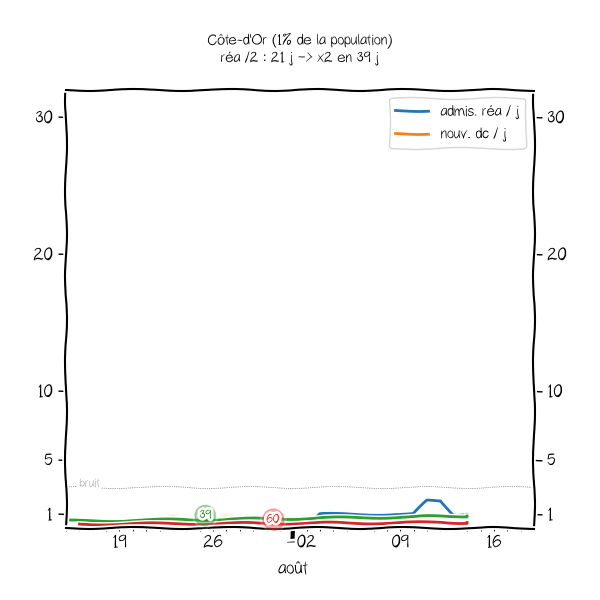 Côte-d'Or (1% de la population)
réa /2 : 21 j -> x2 en 39 j
admis. réa / j
nouv. dc / j
30
30
20
20
10
10
5
5
bruit
1
1
39
60
19
26
02
09
16
août